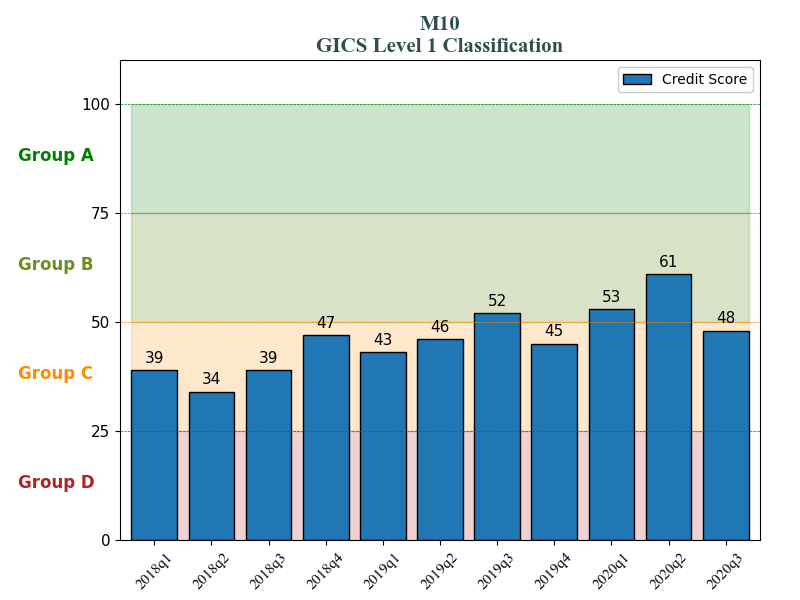 M10
GICS Level 1 Classification
Credit Score
100
Group A
75
61
Group B
52
53
50
47
46
48
45
43
39
39
34
Group C
25
Group D
0
2018q1 2018q2 2018q3 2018q4 2019q1 2019q2 2019q3 2019q4 2020q1 2020q2 2020q3